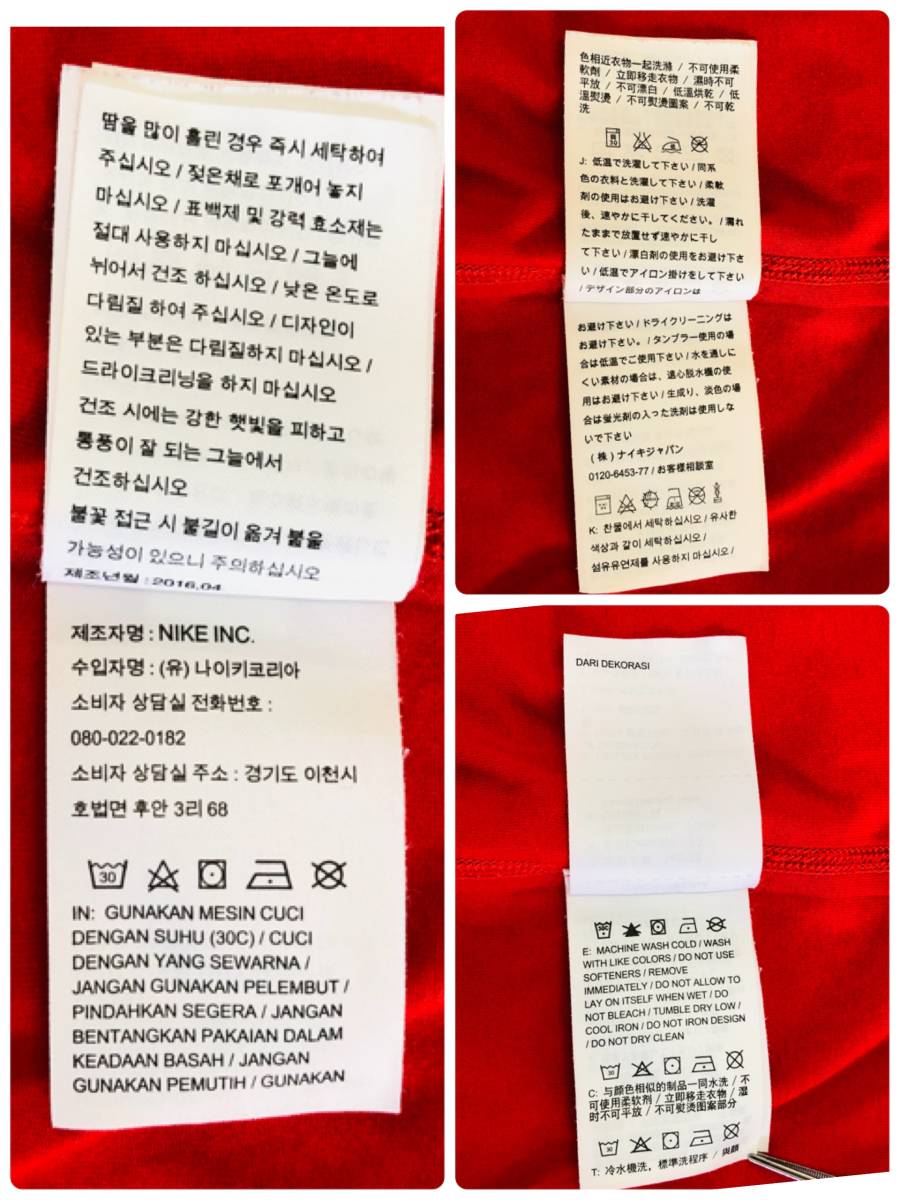 땀을 많이 흘린 경우 즉시 세탁하여
주십시오 / 젖은채로 포개어 놓지
마십시오 / 표백제 및 강력 효소제는
절대 사용하지 마십시오 / 그늘에
뉘어서 건조 하십시오 / 낮은 온도로
다림질 하여 주십시오 / 디자인이
있는 부분은 다림질하지 마십시오 /
드라이크리닝을 하지 마십시오
건조 시에는 강한 햇빛을 피하고
통풍이 잘 되는 그늘에서
건조하십시오
불꽃 접근 시 불길이 옮겨 붙을
가능성이 있으니 주의하십시오
제조년월 : 2016.04
제조자명 : NIKE INC.
수입자명 : (유) 나이키코리아
소비자 상담실 전화번호 :
080-022-0182
소비자 상담실 주소 : 경기도 이천시
호법면 후안 3리 68
30
IN: GUNAKAN MESIN CUCI
DENGAN SUHU (30C) / CUCI
DENGAN YANG SEWARNA /
JANGAN GUNAKAN PELEMBUT /
PINDAHKAN SEGERA / JANGAN
BENTANGKAN PAKAIAN DALAM
KEADAAN BASAH / JANGAN
GUNAKAN PEMUTIH / GUNAKAN
色相近衣物一起洗滌 / 不可使用柔
軟劑 / 立即移走衣物 / 濕時不可
平放 / 不可漂白 / 低溫烘乾 / 低
溫熨燙 / 不可熨燙圖案 / 不可乾
洗
J: 低温で洗濯して下さい / 同系
色の衣料と洗濯して下さい / 柔軟
剤の使用はお避け下さい / 洗濯
後、速やかに干してください。/ 濡れ
たままで放置せず速やかに干し
て下さい / 漂白剤の使用をお避け下さ
い / 低温でアイロン掛けをして下さい
/ デザイン部分のアイロンは
お避け下さい / ドライクリーニングは
お避け下さい。/ タンブラー使用の場
合は低温でご使用下さい / 水を通しに
くい素材の場合は、遠心脱水機の使
用はお避け下さい / 生成り、淡色の場
合は蛍光剤の入った洗剤は使用しな
いで下さい
(株) ナイキジャパン
0120-6453-77 / お客様相談室
K: 찬물에서 세탁하십시오 / 유사한
색상과 같이 세탁하십시오 /
섬유유연제를 사용하지 마십시오 /
DARI DEKORASI
E: MACHINE WASH COLD / WASH
WITH LIKE COLORS / DO NOT USE
SOFTENERS / REMOVE
IMMEDIATELY / DO NOT ALLOW TO
LAY ON ITSELF WHEN WET / DO
NOT BLEACH / TUMBLE DRY LOW /
COOL IRON / DO NOT IRON DESIGN
/ DO NOT DRY CLEAN
30
C: 与颜色相似的制品一同水洗 / 不
可使用柔软剂 / 立即移走衣物 / 湿
时不可平放 / 不可熨烫图案部分
30
T: 冷水機洗，標準洗程序 / 與顏